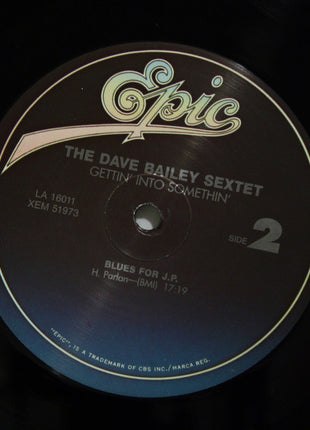 Epic
THE DAVE BAILEY SEXTET
GETTIN' INTO SOMETHIN'
LA 16011
XEM 51973
SIDE 2
BLUES FOR J.P.
H. Parlan—(BMI) 17:19
"EPIC", IS A TRADEMARK OF CBS INC./MARCA REG.